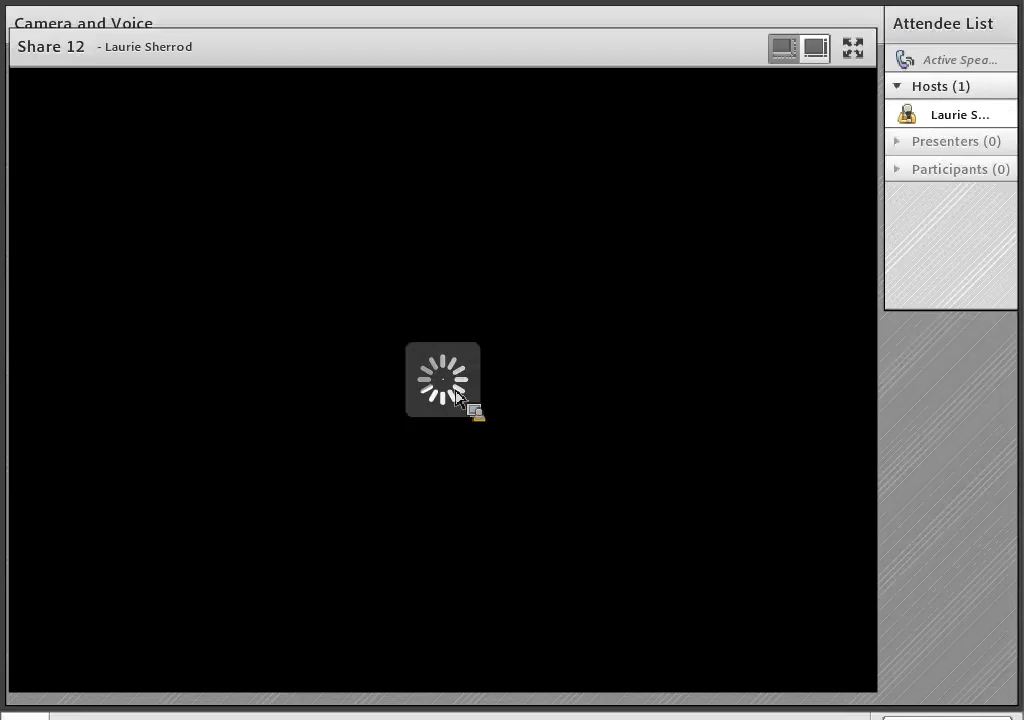 Camera and Voice
Share 12 - Laurie Sherrod
Attendee List
Active Spea...
Hosts (1)
Laurie S...
Presenters (0)
Participants (0)